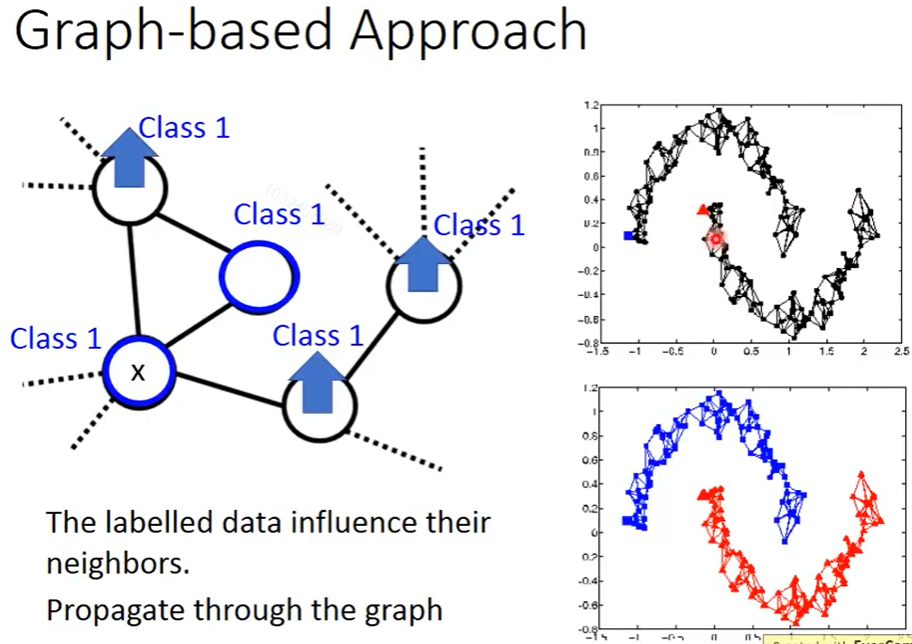 Graph-based Approach
Class 1
Class 1
Class 1
Class 1
Class 1
x
The labelled data influence their
neighbors.
Propagate through the graph
1.2
1
0.8
0.6
0.4
0.2
0
-0.2
-0.4
-0.6
-0.8
-1.5 -1 -0.5 0 0.5 1 1.5 2 2.5
1.2
1
0.8
0.6
0.4
0.2
0
-0.2
-0.4
-0.6
-0.8